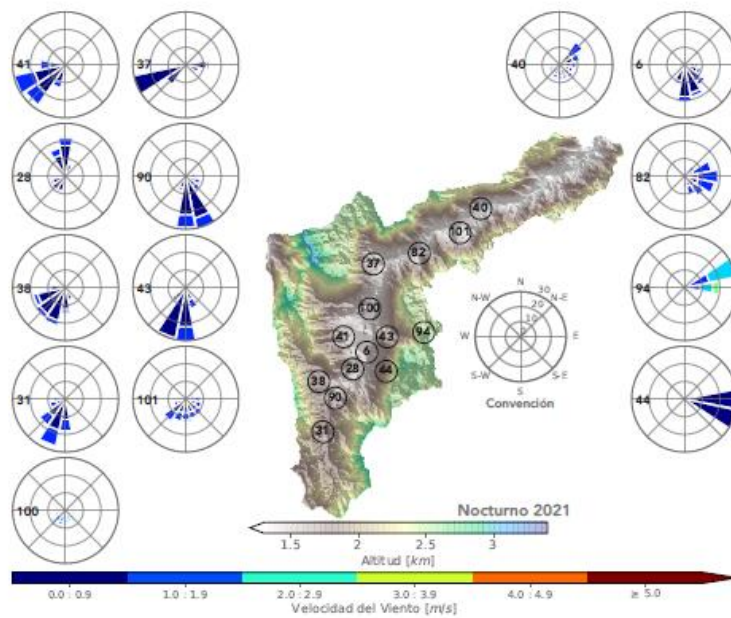 41
37
40
6
28
90
82
38
43
94
31
101
44
100
40
101
82
37
100
94
41
43
6
28
44
38
90
31
N
N-W
N-E
30
20
10
W
E
S-W
S-E
S
Convención
Nocturno 2021
1.5 2 2.5 3
Altitud [km]
0.0 : 0.9 1.0 : 1.9 2.0 : 2.9 3.0 : 3.9 4.0 : 4.9 ≥ 5.0
Velocidad del Viento [m/s]